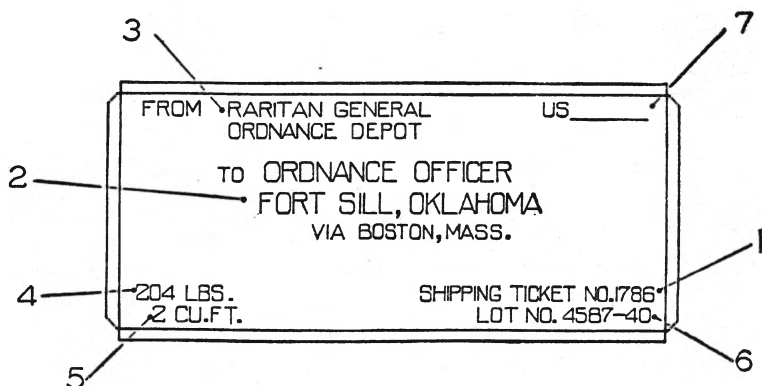 3
7
FROM RARITAN GENERAL US______
ORDNANCE DEPOT
TO ORDNANCE OFFICER
2
FORT SILL, OKLAHOMA
VIA BOSTON, MASS.
1
4
204 LBS. SHIPPING TICKET NO.1786
2 CU.FT. LOT NO. 4587-40
5
6